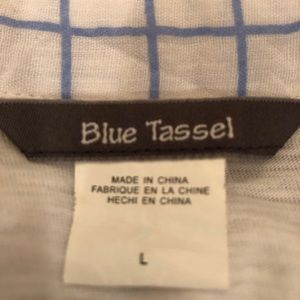 Blue Tassel
MADE IN CHINA
FABRIQUE EN LA CHINE
HECHI EN CHINA
L